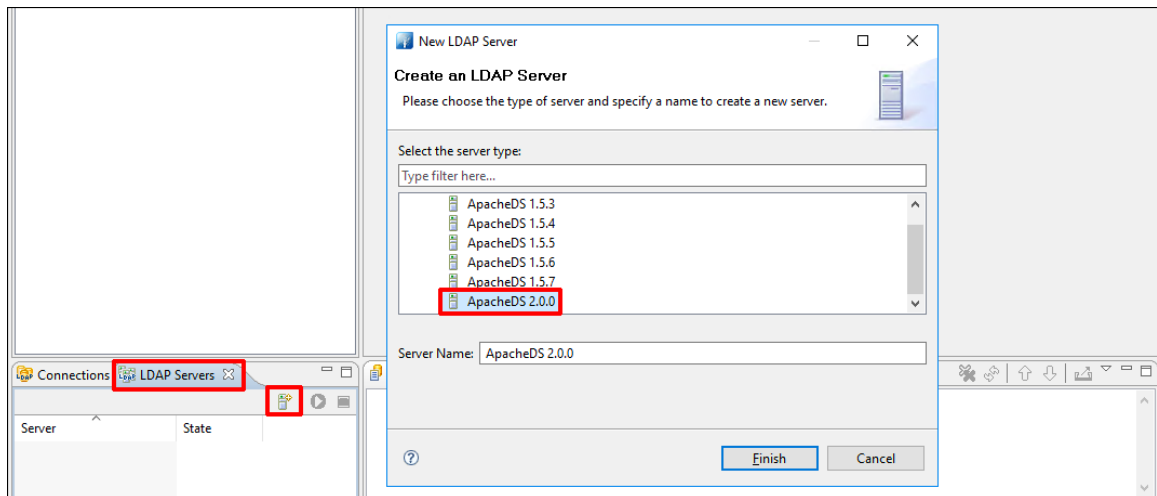 New LDAP Server
Create an LDAP Server
Please choose the type of server and specify a name to create a new server.
Select the server type:
Type filter here...
ApacheDS 1.5.3
ApacheDS 1.5.4
ApacheDS 1.5.5
ApacheDS 1.5.6
ApacheDS 1.5.7
ApacheDS 2.0.0
Server Name: ApacheDS 2.0.0
Finish Cancel
Connections LDAP Servers
Server State